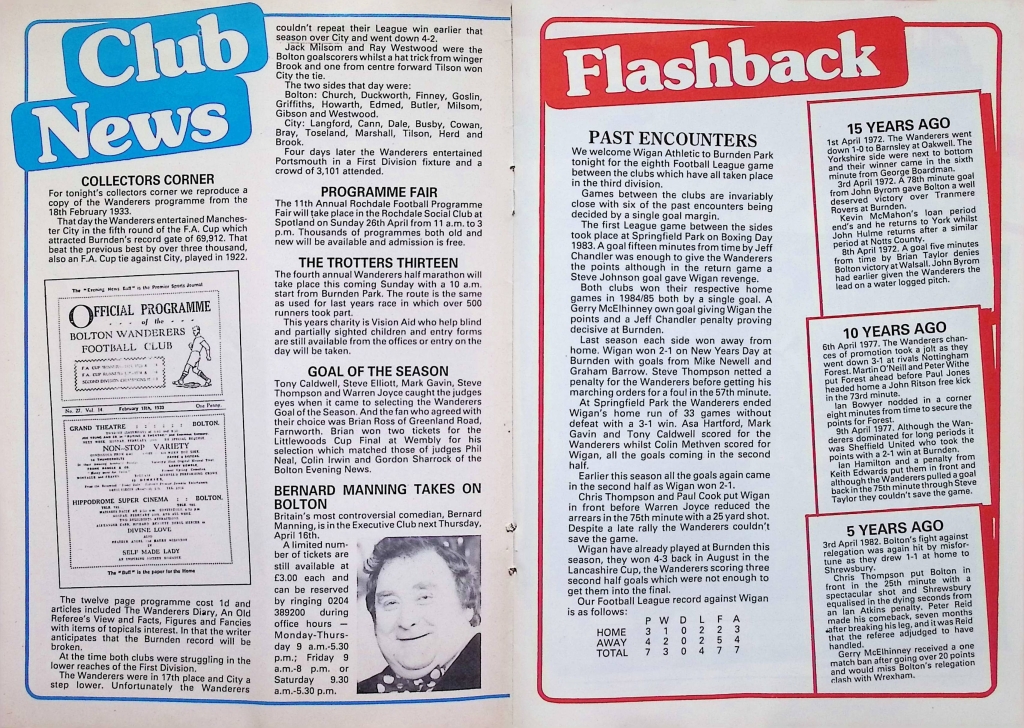 Club
News
COLLECTORS CORNER
For tonight's collectors corner we reproduce a
copy of the Wanderers programme from the
18th February 1933.
That day the Wanderers entertained Manches-
ter City in the fifth round of the F.A. Cup which
attracted Burnden's record gate of 69,912. That
beat the previous best by over three thousand,
also an F.A. Cup tie against City, played in 1922.
The "Evening News Buff" is the Premier Sports Journal
OFFICIAL PROGRAMME
of the
BOLTON WANDERERS
FOOTBALL CLUB
No. 27. Vol. 14 February 18th, 1933 One Penny.
GRAND THEATRE : : BOLTON.
NON-STOP VARIETY
HIPPODROME SUPER CINEMA : : BOLTON.
DIVINE LOVE
SELF MADE LADY
The "Buff" is the paper for the Home
The twelve page programme cost 1d and
articles included The Wanderers Diary, An Old
Referee's View and Facts, Figures and Fancies
with items of topicals interest. In that the writer
anticipates that the Burnden record will be
broken.
At the time both clubs were struggling in the
lower reaches of the First Division.
The Wanderers were in 17th place and City a
step lower. Unfortunately the Wanderers
couldn't repeat their League win earlier that
season over City and went down 4-2.
Jack Milsom and Ray Westwood were the
Bolton goalscorers whilst a hat trick from winger
Brook and one from centre forward Tilson won
City the tie.
The two sides that day were:
Bolton: Church, Duckworth, Finney, Goslin,
Griffiths, Howarth, Edmed, Butler, Milsom,
Gibson and Westwood.
City: Langford, Cann, Dale, Busby, Cowan,
Bray, Toseland, Marshall, Tilson, Herd and
Brook.
Four days later the Wanderers entertained
Portsmouth in a First Division fixture and a
crowd of 3,101 attended.
PROGRAMME FAIR
The 11th Annual Rochdale Football Programme
Fair will take place in the Rochdale Social Club at
Spotland on Sunday 26th April from 11 a.m. to 3
p.m. Thousands of programmes both old and
new will be available and admission is free.
THE TROTTERS THIRTEEN
The fourth annual Wanderers half marathon will
take place this coming Sunday with a 10 a.m.
start from Burnden Park. The route is the same
as used for last years race in which over 500
runners took part.
This years charity is Vision Aid who help blind
and partially sighted children and entry forms
are still available from the offices or entry on the
day will be taken.
GOAL OF THE SEASON
Tony Caldwell, Steve Elliott, Mark Gavin, Steve
Thompson and Warren Joyce caught the judges
eyes when it came to selecting the Wanderers
Goal of the Season. And the fan who agreed with
their choice was Brian Ross of Greenland Road,
Farnworth. Brian won two tickets for the
Littlewoods Cup Final at Wembly for his
selection which matched those of judges Phil
Neal, Colin Irwin and Gordon Sharrock of the
Bolton Evening News.
BERNARD MANNING TAKES ON
BOLTON
Britain's most controversial comedian, Bernard
Manning, is in the Executive Club next Thursday,
April 16th.
A limited num-
ber of tickets are
still available at
£3.00 each and
can be reserved
by ringing 0204
389200 during
office hours —
Monday-Thurs-
day 9 a.m.-5.30
p.m.; Friday 9
a.m.-8 p.m. or
Saturday 9.30
a.m.-5.30 p.m.
Flashback
PAST ENCOUNTERS
We welcome Wigan Athletic to Burnden Park
tonight for the eighth Football League game
between the clubs which have all taken place
in the third division.
Games between the clubs are invariably
close with six of the past encounters being
decided by a single goal margin.
The first League game between the sides
took place at Springfield Park on Boxing Day
1983. A goal fifteen minutes from time by Jeff
Chandler was enough to give the Wanderers
the points although in the return game a
Steve Johnson goal gave Wigan revenge.
Both clubs won their respective home
games in 1984/85 both by a single goal. A
Gerry McElhinney own goal giving Wigan the
points and a Jeff Chandler penalty proving
decisive at Burnden.
Last season each side won away from
home. Wigan won 2-1 on New Years Day at
Burnden with goals from Mike Newell and
Graham Barrow. Steve Thompson netted a
penalty for the Wanderers before getting his
marching orders for a foul in the 57th minute.
At Springfield Park the Wanderers ended
Wigan's home run of 33 games without
defeat with a 3-1 win. Asa Hartford, Mark
Gavin and Tony Caldwell scored for the
Wanderers whilst Colin Methven scored for
Wigan, all the goals coming in the second
half.
Earlier this season all the goals again came
in the second half as Wigan won 2-1.
Chris Thompson and Paul Cook put Wigan
in front before Warren Joyce reduced the
arrears in the 75th minute with a 25 yard shot.
Despite a late rally the Wanderers couldn't
save the game.
Wigan have already played at Burnden this
season, they won 4-3 back in August in the
Lancashire Cup, the Wanderers scoring three
second half goals which were not enough to
get them into the final.
Our Football League record against Wigan
is as follows:
P W D L F A
HOME 3 1 0 2 2 3
AWAY 4 2 0 2 5 4
TOTAL 7 3 0 4 7 7
15 YEARS AGO
1st April 1972. The Wanderers went
down 1-0 to Barnsley at Oakwell. The
Yorkshire side were next to bottom
and their winner came in the sixth
minute from George Boardman.
3rd April 1972. A 78th minute goal
from John Byrom gave Bolton a well
deserved victory over Tranmere
Rovers at Burnden.
Kevin McMahon's loan period
end's and he returns to York whilst
John Hulme returns after a similar
period at Notts County.
8th April 1972. A goal five minutes
from time by Brian Taylor denies
Bolton victory at Walsall. John Byrom
had earlier given the Wanderers the
lead on a water logged pitch.
10 YEARS AGO
6th April 1977. The Wanderers chan-
ces of promotion took a jolt as they
went down 3-1 at rivals Nottingham
Forest. Martin O'Neill and Peter Withe
put Forest ahead before Paul Jones
headed home a John Ritson free kick
in the 73rd minute.
Ian Bowyer nodded in a corner
eight minutes from time to secure the
points for Forest.
9th April 1977. Although the Wan-
derers dominated for long periods it
was Sheffield United who took the
points with a 2-1 win at Burnden.
Ian Hamilton and a penalty from
Keith Edwards put them in front and
although the Wanderers pulled a goal
back in the 75th minute through Steve
Taylor they couldn't save the game.
5 YEARS AGO
3rd April 1982. Bolton's fight against
relegation was again hit by misfor-
tune as they drew 1-1 at home to
Shrewsbury.
Chris Thompson put Bolton in
front in the 25th minute with a
spectacular shot and Shrewsbury
equalised in the dying seconds from
an Ian Atkins penalty. Peter Reid
made his comeback, seven months
after breaking his leg, and it was Reid
that the referee adjudged to have
handled.
Gerry McElhinney received a one
match ban after going over 20 points
and would miss Bolton's relegation
clash with Wrexham.